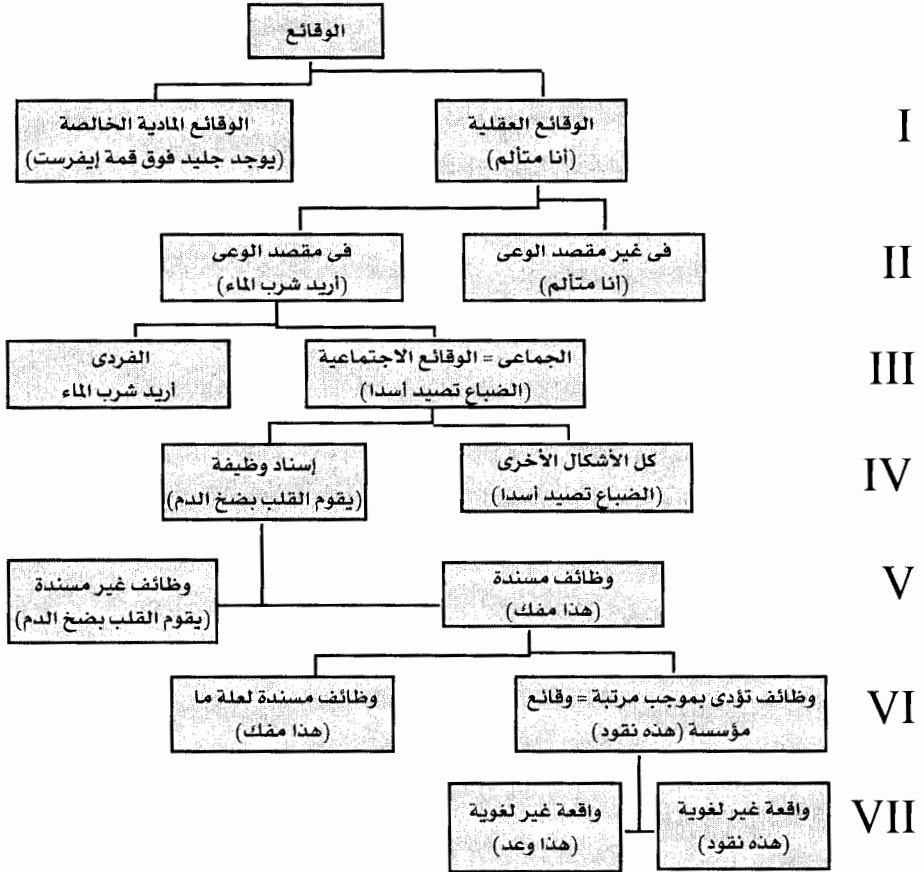 الوقائع
I
الوقائع العقلية
(أنا متألم)
الوقائع المادية الخالصة
(يوجد جليد فوق قمة إيفرست)
II
فى غير مقصد الوعى
(أنا متألم)
فى مقصد الوعى
(أريد شرب الماء)
III
الجماعى = الوقائع الاجتماعية
(الضباع تصيد أسدا)
الفردى
أريد شرب الماء
IV
كل الأشكال الأخرى
(الضباع تصيد أسدا)
إسناد وظيفة
(يقوم القلب بضخ الدم)
V
وظائف مسندة
(هذا مفك)
وظائف غير مسندة
(يقوم القلب بضخ الدم)
VI
وظائف تؤدى بموجب مرتبة = وقائع
مؤسسة (هذه نقود)
وظائف مسندة لعلة ما
(هذا مفك)
VII
واقعة غير لغوية
(هذه نقود)
واقعة غير لغوية
(هذا وعد)